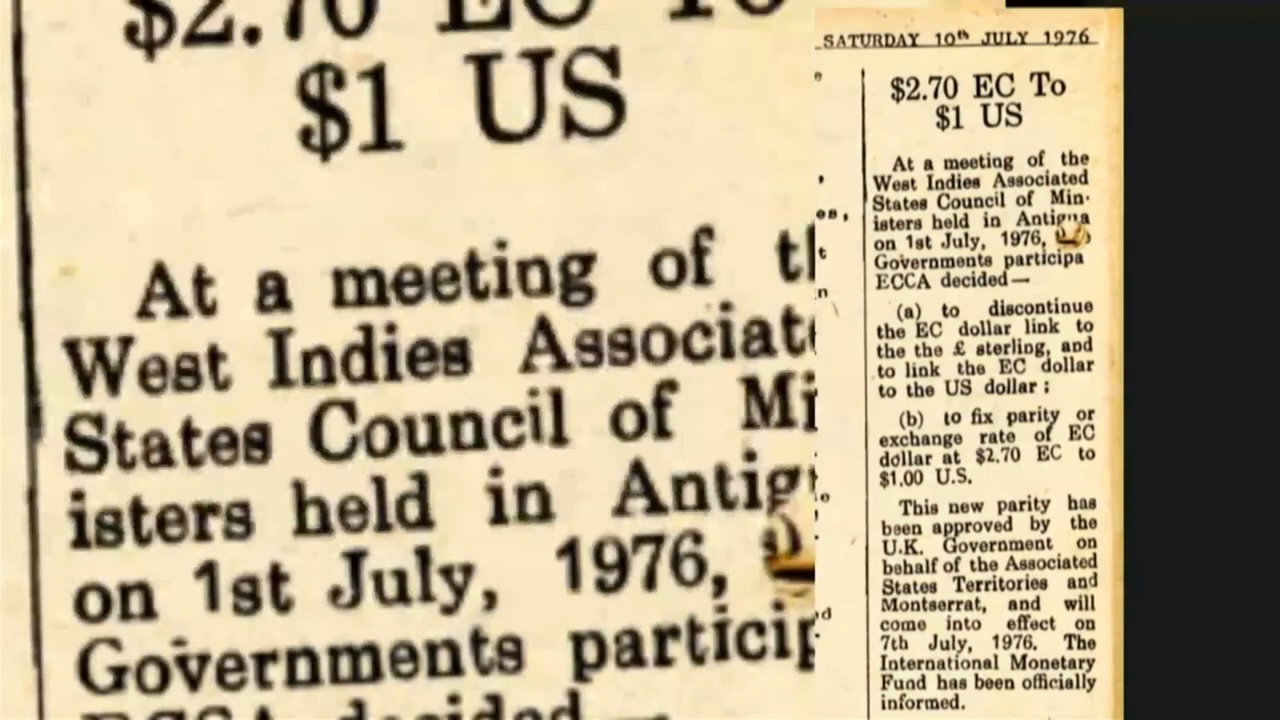 $2.70 EC To
$1 US
At a meeting of
West Indies Associat
States Council of Mi
isters held in Antig
on 1st July, 1976,
Governments particip
ECCA decided—
SATURDAY 10th JULY 1976
$2.70 EC To
$1 US
At a meeting of the
West Indies Associated
States Council of Min-
isters held in Antigua
on 1st July, 1976,
Governments participa
ECCA decided—
(a) to discontinue
the EC dollar link to
the the £ sterling, and
to link the EC dollar
to the US dollar;
(b) to fix parity or
exchange rate of EC
dollar at $2.70 EC to
$1.00 U.S.
This new parity has
been approved by the
U.K. Government on
behalf of the Associated
States Territories and
Montserrat, and will
come into effect on
7th July, 1976. The
International Monetary
Fund has been officially
informed.